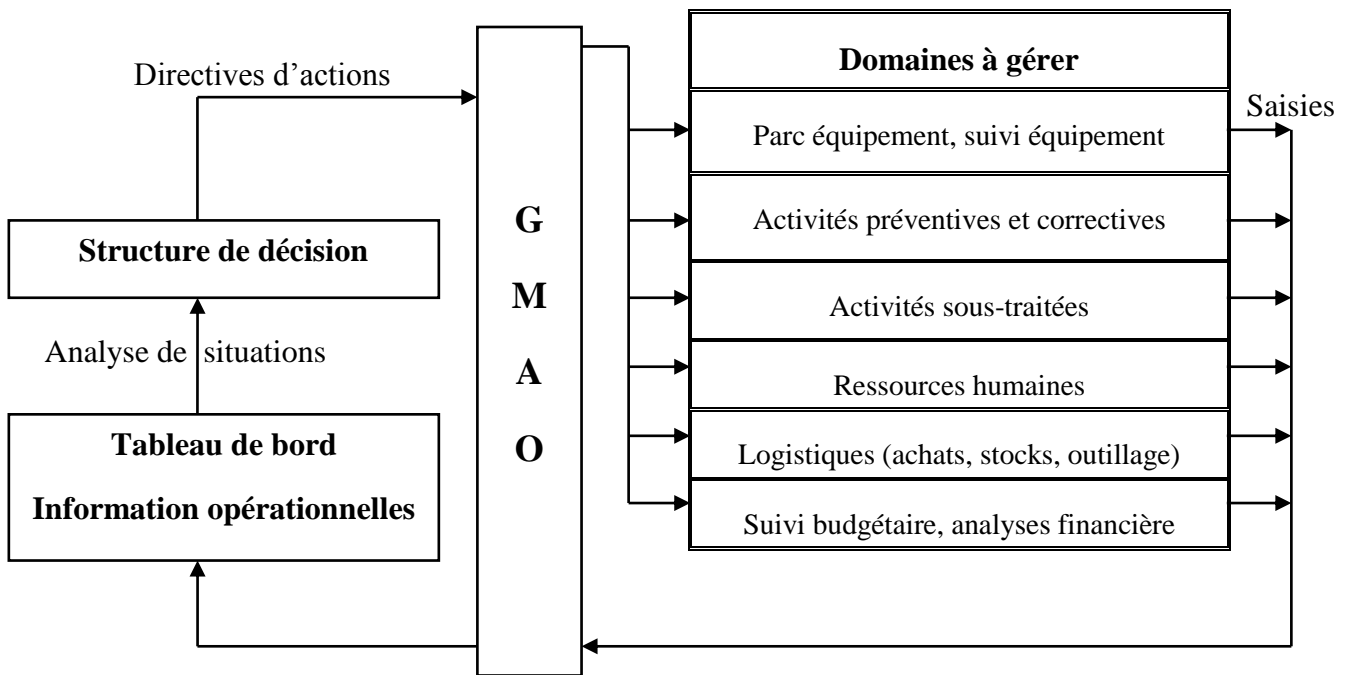 Directives d’actions
Structure de décision
Analyse de situations
Tableau de bord
Information opérationnelles
G
M
A
O
Domaines à gérer
Parc équipement, suivi équipement
Activités préventives et correctives
Activités sous-traitées
Ressources humaines
Logistiques (achats, stocks, outillage)
Suivi budgétaire, analyses financière
Saisies